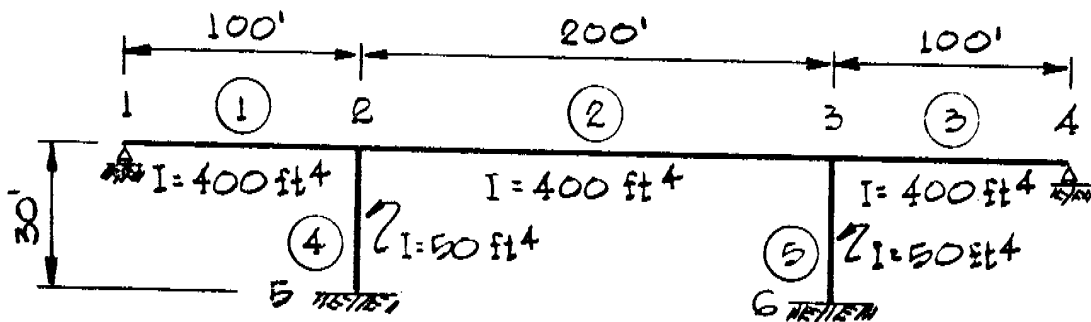 100' 200' 100'
1 ① 2 ② 3 ③ 4
I=400 ft⁴ I=400 ft⁴ I=400 ft⁴
30' ④ I=50 ft⁴ ⑤ I=50 ft⁴
5 6